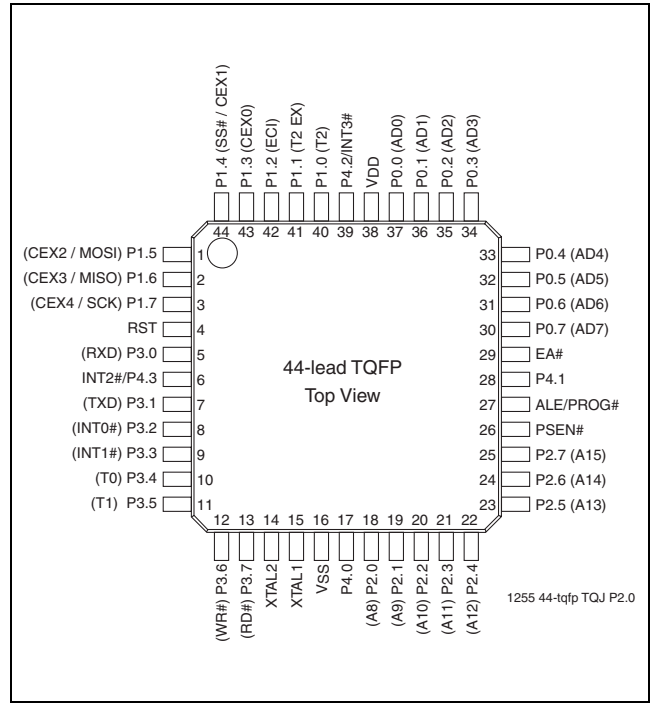 P1.4 (SS# / CEX1)
P1.3 (CEX0)
P1.2 (ECI)
P1.1 (T2 EX)
P1.0 (T2)
P4.2/INT3#
VDD
P0.0 (AD0)
P0.1 (AD1)
P0.2 (AD2)
P0.3 (AD3)
44 43 42 41 40 39 38 37 36 35 34
(CEX2 / MOSI) P1.5 1
(CEX3 / MISO) P1.6 2
(CEX4 / SCK) P1.7 3
RST 4
(RXD) P3.0 5
INT2#/P4.3 6
(TXD) P3.1 7
(INT0#) P3.2 8
(INT1#) P3.3 9
(T0) P3.4 10
(T1) P3.5 11
44-lead TQFP
Top View
33 P0.4 (AD4)
32 P0.5 (AD5)
31 P0.6 (AD6)
30 P0.7 (AD7)
29 EA#
28 P4.1
27 ALE/PROG#
26 PSEN#
25 P2.7 (A15)
24 P2.6 (A14)
23 P2.5 (A13)
12 13 14 15 16 17 18 19 20 21 22
(WR#) P3.6
(RD#) P3.7
XTAL2
XTAL1
VSS
P4.0
(A8) P2.0
(A9) P2.1
(A10) P2.2
(A11) P2.3
(A12) P2.4
1255 44-tqfp TQJ P2.0